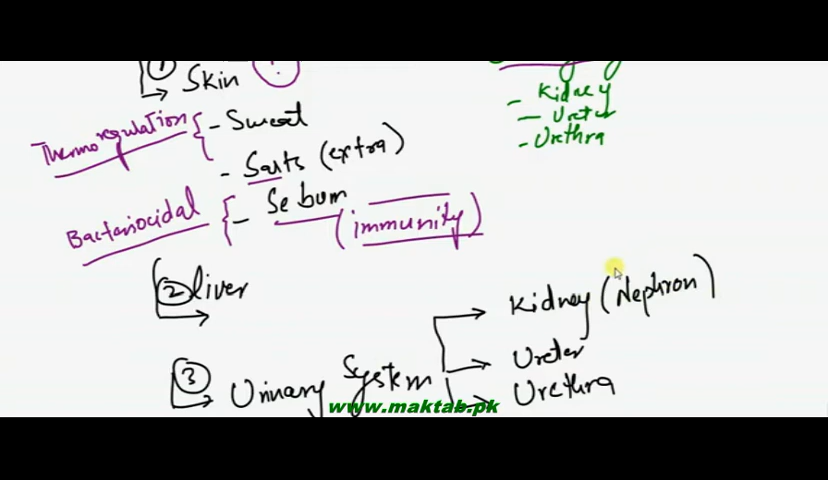 ① Skin
- Kidney
- Ureter
- Urethra
Thermoregulation { - Sweat
- Salts (extra)
Bacteriocidal { - Sebum
(immunity)
② liver
③ Urinary System
Kidney (Nephron)
Ureter
Urethra
www.maktab.pk